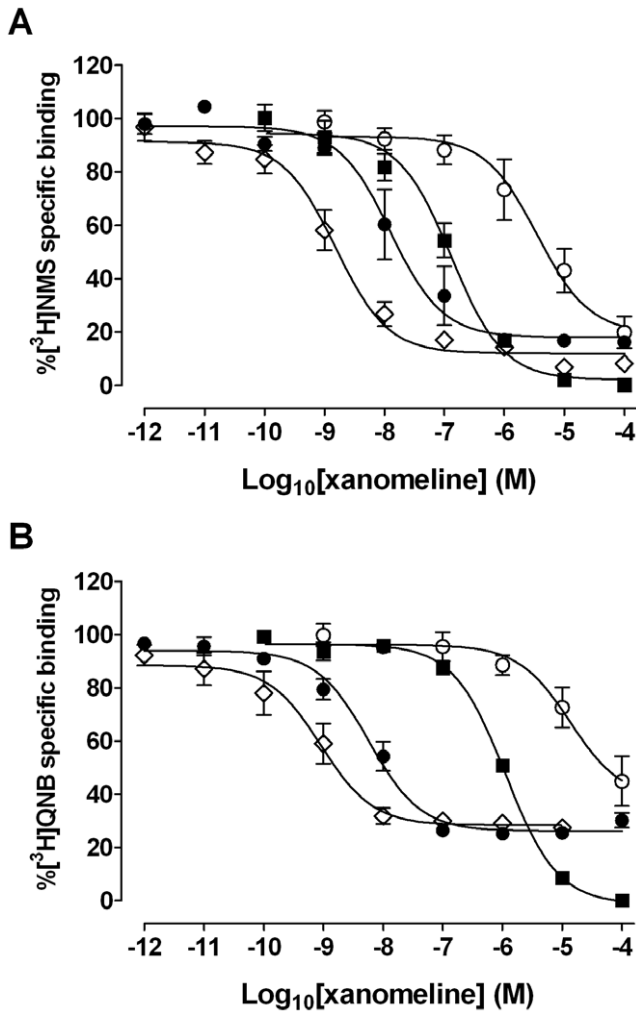 A
%[³H]NMS specific binding
120
100
80
60
40
20
0
-12 -11 -10 -9 -8 -7 -6 -5 -4
Log₁₀[xanomeline] (M)
B
%[³H]QNB specific binding
120
100
80
60
40
20
0
-12 -11 -10 -9 -8 -7 -6 -5 -4
Log₁₀[xanomeline] (M)